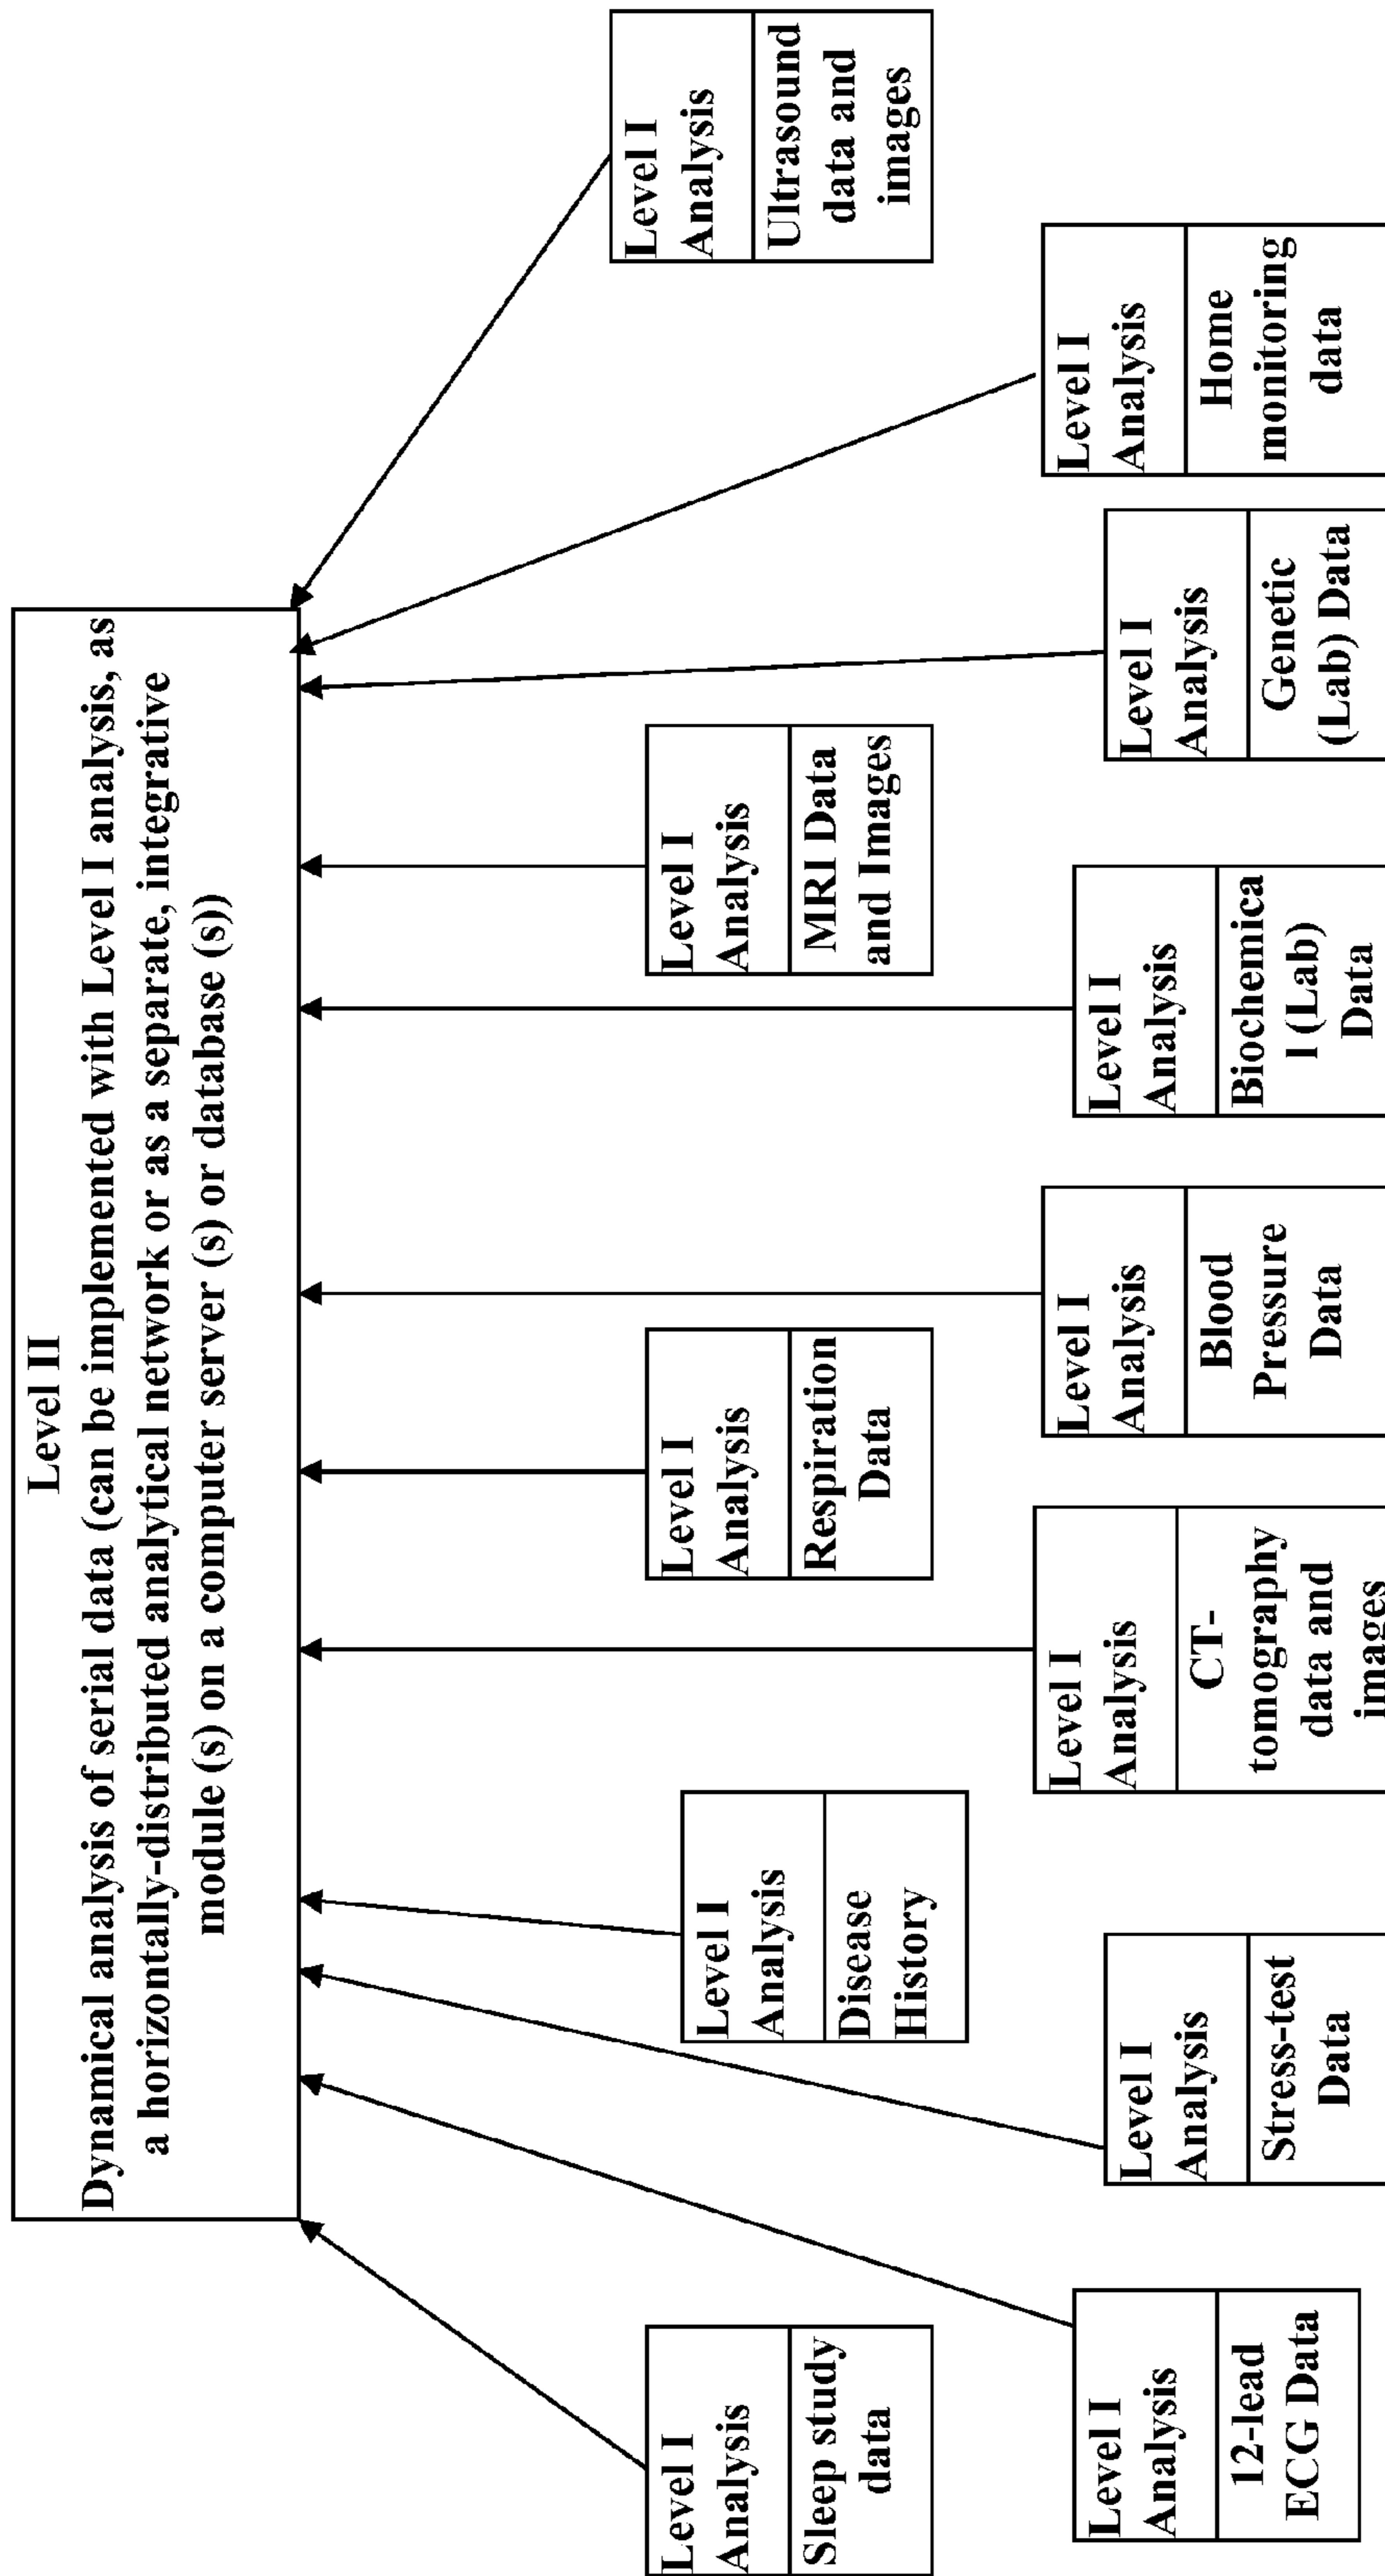 Level II
Dynamical analysis of serial data (can be implemented with Level I analysis, as
a horizontally-distributed analytical network or as a separate, integrative
module (s) on a computer server (s) or database (s))
Level I
Analysis
Sleep study
data
Level I
Analysis
12-lead
ECG Data
Level I
Analysis
Stress-test
Data
Level I
Analysis
Disease
History
Level I
Analysis
CT-
tomography
data and
images
Level I
Analysis
Respiration
Data
Level I
Analysis
Blood
Pressure
Data
Level I
Analysis
Biochemica
l (Lab)
Data
Level I
Analysis
MRI Data
and Images
Level I
Analysis
Genetic
(Lab) Data
Level I
Analysis
Home
monitoring
data
Level I
Analysis
Ultrasound
data and
images